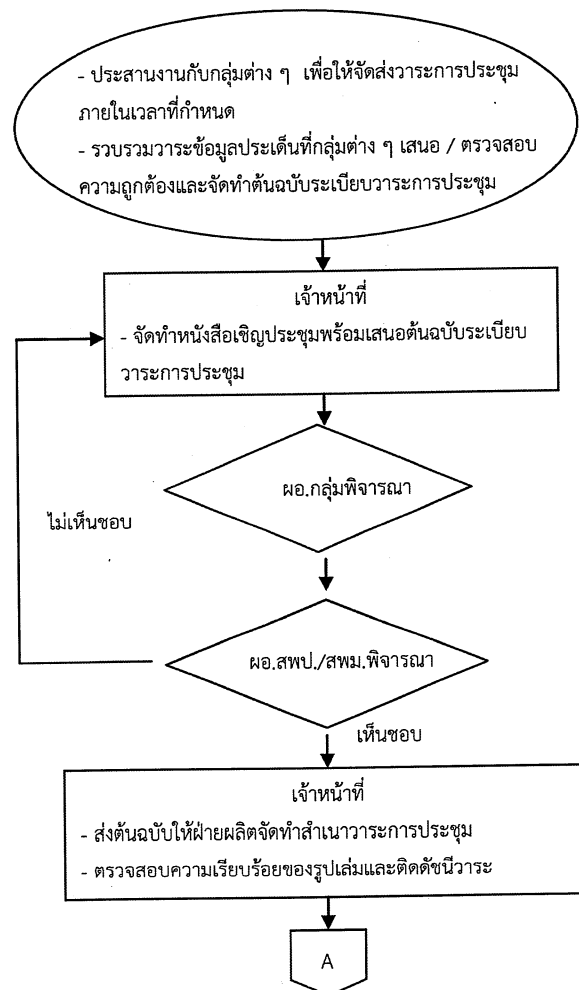 - ประสานงานกับกลุ่มต่าง ๆ เพื่อให้จัดส่งวาระการประชุม
ภายในเวลาที่กำหนด
- รวบรวมวาระข้อมูลประเด็นที่กลุ่มต่าง ๆ เสนอ / ตรวจสอบ
ความถูกต้องและจัดทำต้นฉบับระเบียบวาระการประชุม
เจ้าหน้าที่
- จัดทำหนังสือเชิญประชุมพร้อมเสนอต้นฉบับระเบียบ
วาระการประชุม
ผอ.กลุ่มพิจารณา
ไม่เห็นชอบ
ผอ.สพป./สพม.พิจารณา
เห็นชอบ
เจ้าหน้าที่
- ส่งต้นฉบับให้ฝ่ายผลิตจัดทำสำเนาวาระการประชุม
- ตรวจสอบความเรียบร้อยของรูปเล่มและติดดัชนีวาระ
A